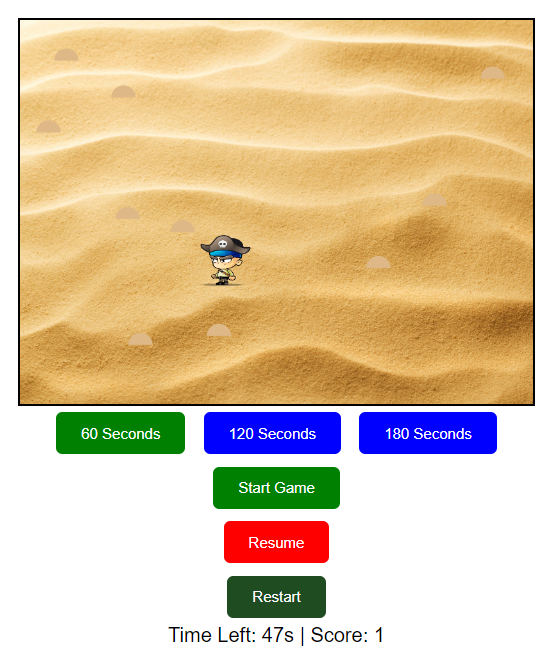 60 Seconds 120 Seconds 180 Seconds
Start Game
Resume
Restart
Time Left: 47s | Score: 1